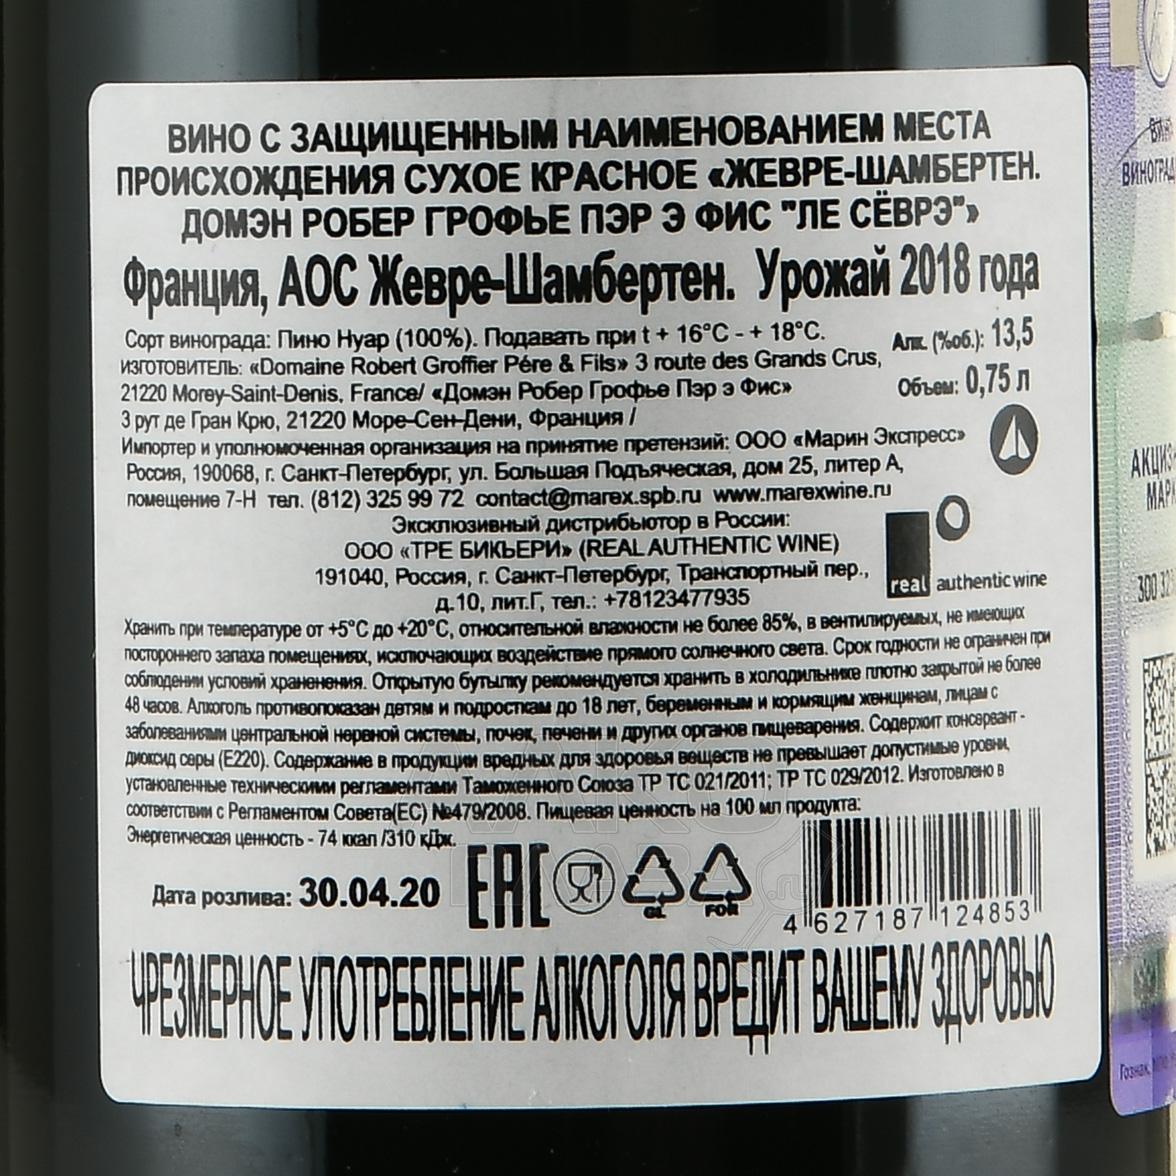 ВИНО С ЗАЩИЩЕННЫМ НАИМЕНОВАНИЕМ МЕСТА
ПРОИСХОЖДЕНИЯ СУХОЕ КРАСНОЕ «ЖЕВРЕ-ШАМБЕРТЕН.
ДОМЭН РОБЕР ГРОФЬЕ ПЭР Э ФИС "ЛЕ СЁВРЭ"»
Франция, АОС Жевре-Шамбертен. Урожай 2018 года
Сорт винограда: Пино Нуар (100%). Подавать при t + 16°C - + 18°C.
Алк. (%об.): 13,5
ИЗГОТОВИТЕЛЬ: «Domaine Robert Groffier Pére & Fils» 3 route des Grands Crus,
21220 Morey-Saint-Denis, France/ «Домэн Робер Грофье Пэр э Фис»
Объем: 0,75 л
3 рут де Гран Крю, 21220 Море-Сен-Дени, Франция /
Импортер и уполномоченная организация на принятие претензий: ООО «Марин Экспресс»
Россия, 190068, г. Санкт-Петербург, ул. Большая Подъяческая, дом 25, литер А,
помещение 7-Н тел. (812) 325 99 72 contact@marex.spb.ru www.marexwine.ru
Эксклюзивный дистрибьютор в России:
ООО «ТРЕ БИКЬЕРИ» (REAL AUTHENTIC WINE)
191040, Россия, г. Санкт-Петербург, Транспортный пер.,
д.10, лит.Г, тел.: +78123477935
real authentic wine
Хранить при температуре от +5°C до +20°C, относительной влажности не более 85%, в вентилируемых, не имеющих
постороннего запаха помещениях, исключающих воздействие прямого солнечного света. Срок годности не ограничен при
соблюдении условий храненения. Открытую бутылку рекомендуется хранить в холодильнике плотно закрытой не более
48 часов. Алкоголь противопоказан детям и подросткам до 18 лет, беременным и кормящим женщинам, лицам с
заболеваниями центральной нервной системы, почек, печени и других органов пищеварения. Содержит консервант -
диоксид серы (Е220). Содержание в продукции вредных для здоровья веществ не превышает допустимые уровни,
установленные техническими регламентами Таможенного Союза ТР ТС 021/2011; ТР ТС 029/2012. Изготовлено в
соответствии с Регламентом Совета(ЕС) №479/2008. Пищевая ценность на 100 мл продукта:
Энергетическая ценность - 74 ккал /310 кДж.
Дата розлива: 30.04.20
EAC
GL
FOR
4 627187 124853
ЧРЕЗМЕРНОЕ УПОТРЕБЛЕНИЕ АЛКОГОЛЯ ВРЕДИТ ВАШЕМУ ЗДОРОВЬЮ